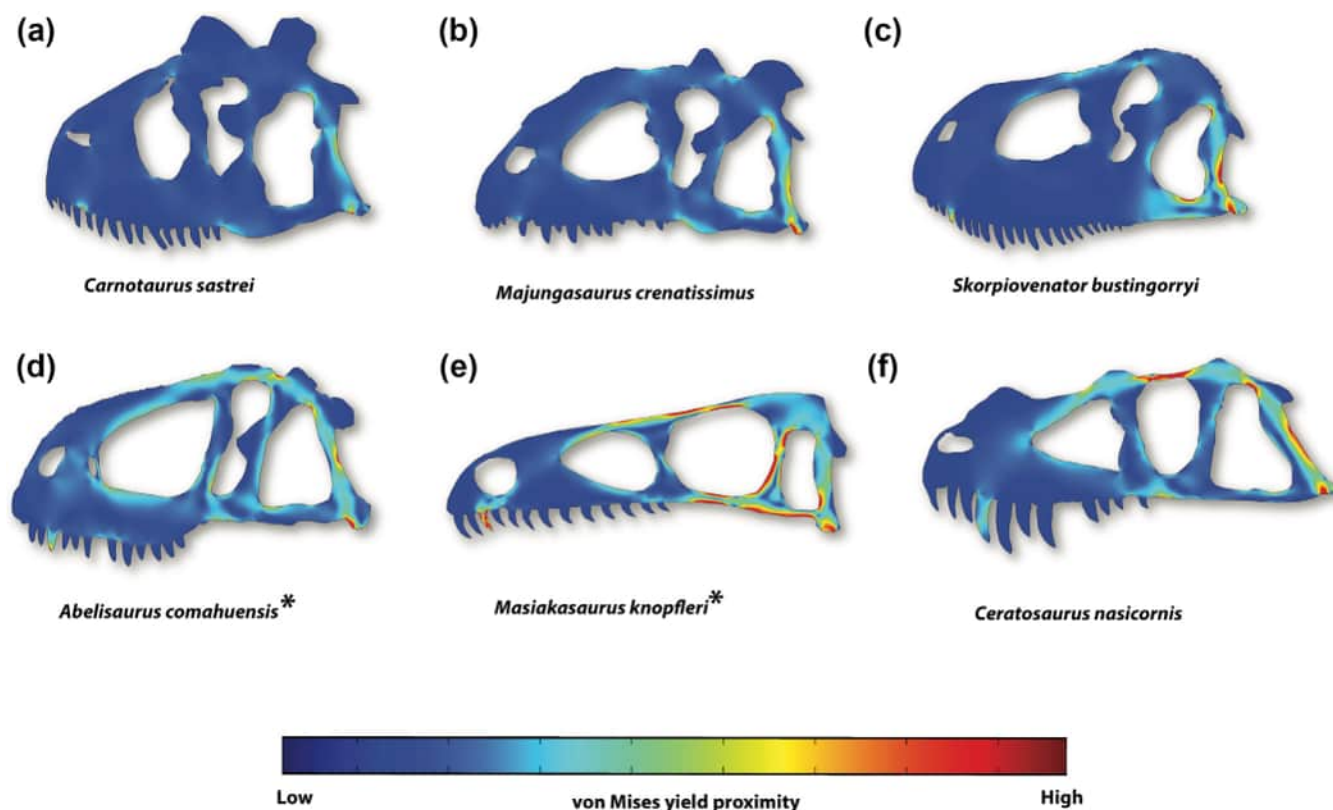 (a)
(b)
(c)
Carnotaurus sastrei
Majungasaurus crenatissimus
Skorpiovenator bustingorryi
(d)
(e)
(f)
Abelisaurus comahuensis*
Masiakasaurus knopfleri*
Ceratosaurus nasicornis
Low
von Mises yield proximity
High